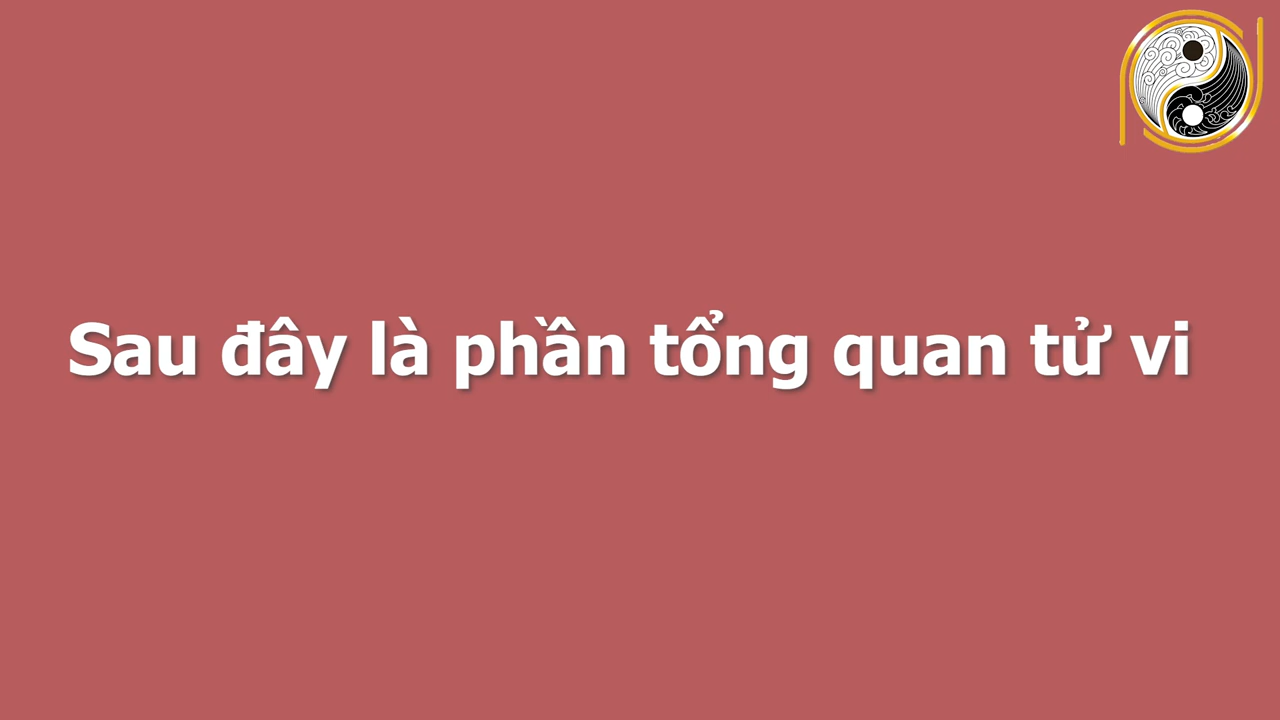 Sau đây là phần tổng quan tử vi